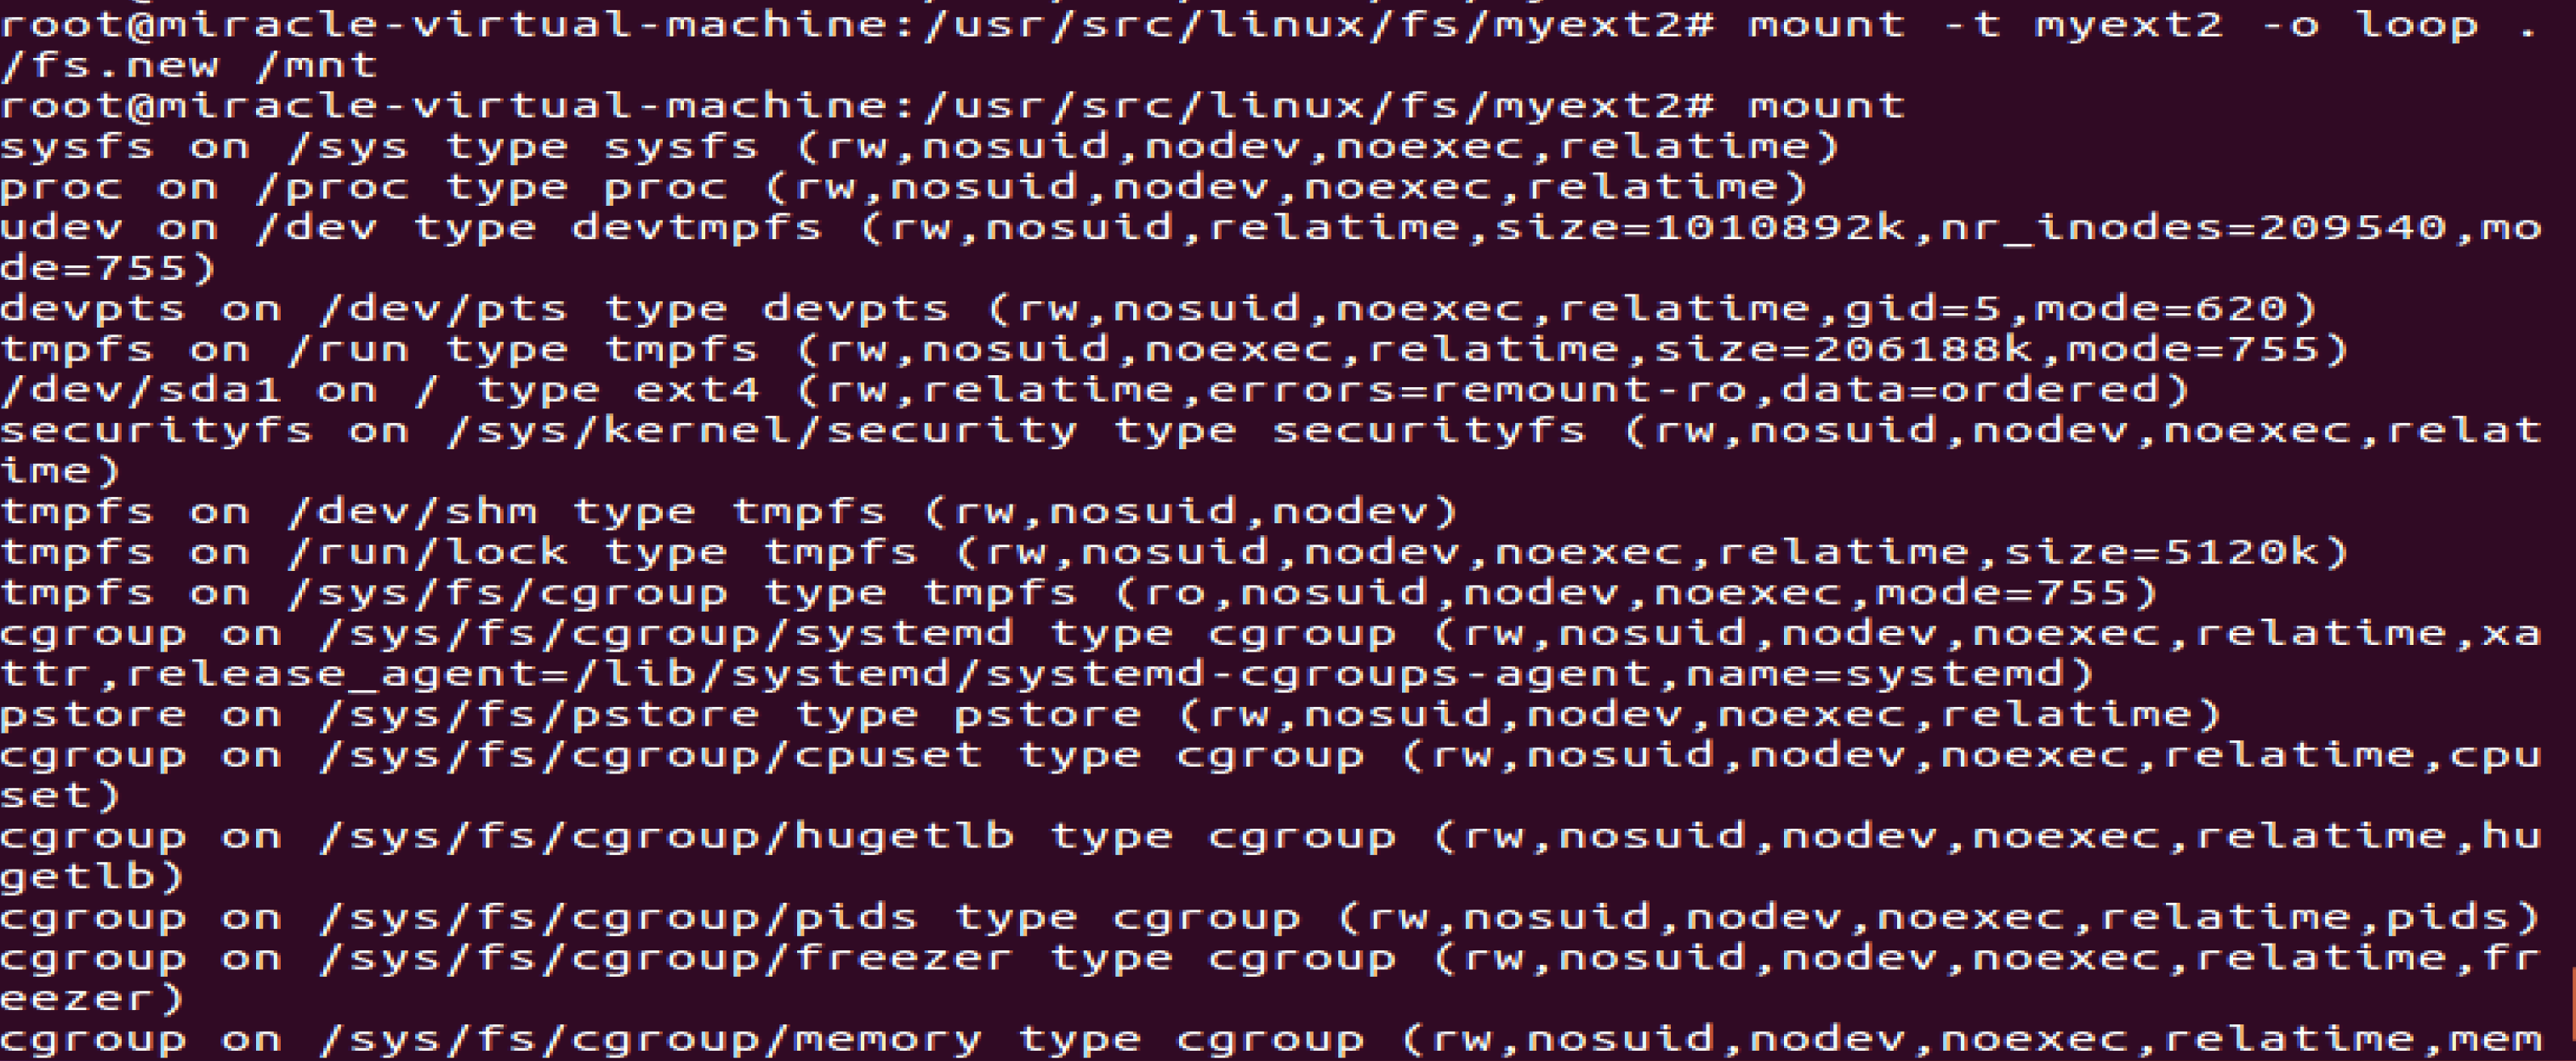 root@miracle-virtual-machine:/usr/src/linux/fs/myext2# mount -t myext2 -o loop .
/fs.new /mnt
root@miracle-virtual-machine:/usr/src/linux/fs/myext2# mount
sysfs on /sys type sysfs (rw,nosuid,nodev,noexec,relatime)
proc on /proc type proc (rw,nosuid,nodev,noexec,relatime)
udev on /dev type devtmpfs (rw,nosuid,relatime,size=1010892k,nr_inodes=209540,mo
de=755)
devpts on /dev/pts type devpts (rw,nosuid,noexec,relatime,gid=5,mode=620)
tmpfs on /run type tmpfs (rw,nosuid,noexec,relatime,size=206188k,mode=755)
/dev/sda1 on / type ext4 (rw,relatime,errors=remount-ro,data=ordered)
securityfs on /sys/kernel/security type securityfs (rw,nosuid,nodev,noexec,relat
ime)
tmpfs on /dev/shm type tmpfs (rw,nosuid,nodev)
tmpfs on /run/lock type tmpfs (rw,nosuid,nodev,noexec,relatime,size=5120k)
tmpfs on /sys/fs/cgroup type tmpfs (ro,nosuid,nodev,noexec,mode=755)
cgroup on /sys/fs/cgroup/systemd type cgroup (rw,nosuid,nodev,noexec,relatime,xa
ttr,release_agent=/lib/systemd/systemd-cgroups-agent,name=systemd)
pstore on /sys/fs/pstore type pstore (rw,nosuid,nodev,noexec,relatime)
cgroup on /sys/fs/cgroup/cpuset type cgroup (rw,nosuid,nodev,noexec,relatime,cpu
set)
cgroup on /sys/fs/cgroup/hugetlb type cgroup (rw,nosuid,nodev,noexec,relatime,hu
getlb)
cgroup on /sys/fs/cgroup/pids type cgroup (rw,nosuid,nodev,noexec,relatime,pids)
cgroup on /sys/fs/cgroup/freezer type cgroup (rw,nosuid,nodev,noexec,relatime,fr
eezer)
cgroup on /sys/fs/cgroup/memory type cgroup (rw,nosuid,nodev,noexec,relatime,mem